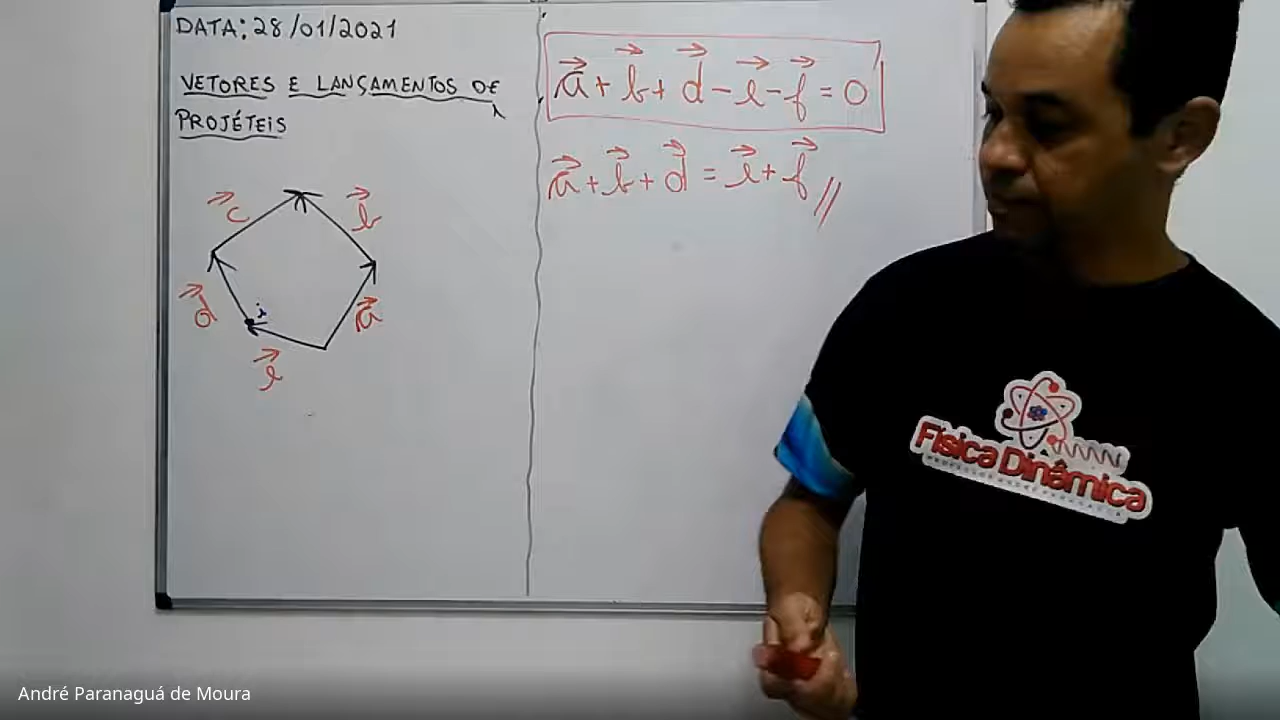 DATA: 28/01/2021
VETORES E LANÇAMENTOS DE
PROJÉTEIS
c
b
d
i
a
e
a + b + d - e - f = 0
a + b + d = e + f //
Física Dinâmica
André Paranaguá de Moura